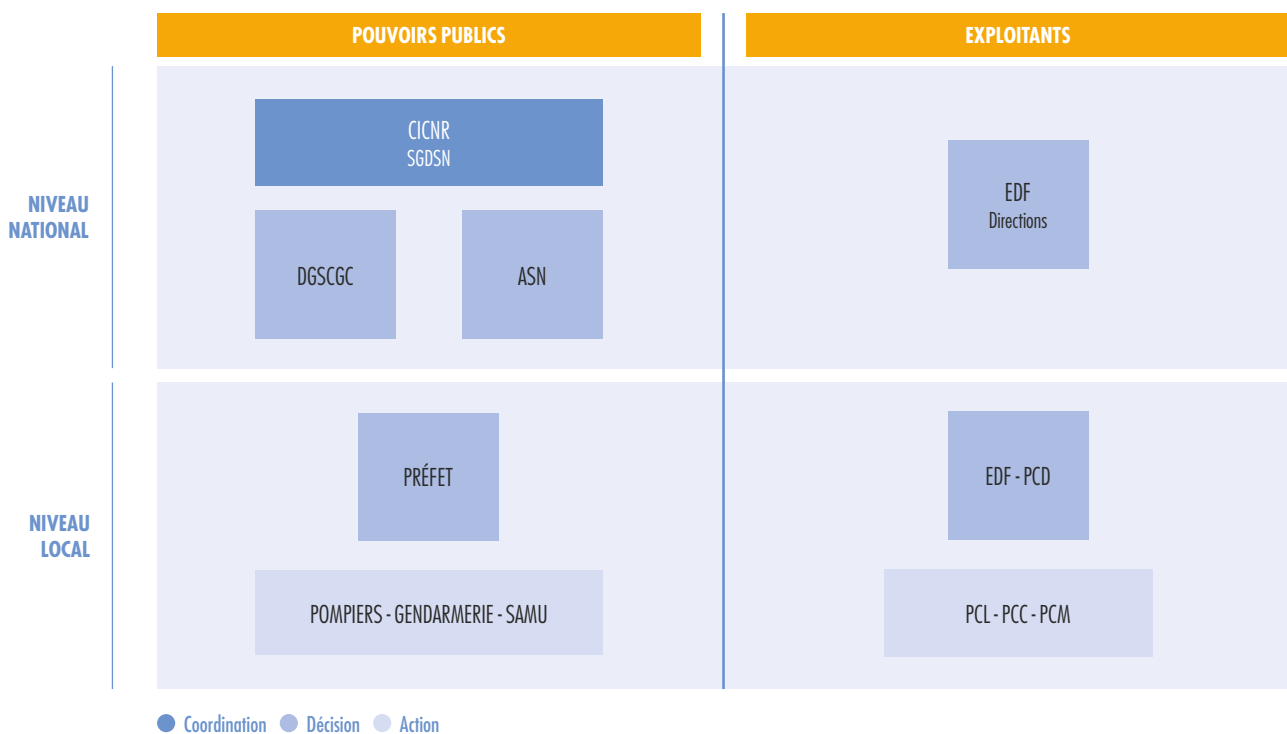 POUVOIRS PUBLICS
EXPLOITANTS
NIVEAU
NATIONAL
CICNR
SGDSN
DGSCGC
ASN
EDF
Directions
NIVEAU
LOCAL
PRÉFET
EDF - PCD
POMPIERS - GENDARMERIE - SAMU
PCL - PCC - PCM
Coordination
Décision
Action